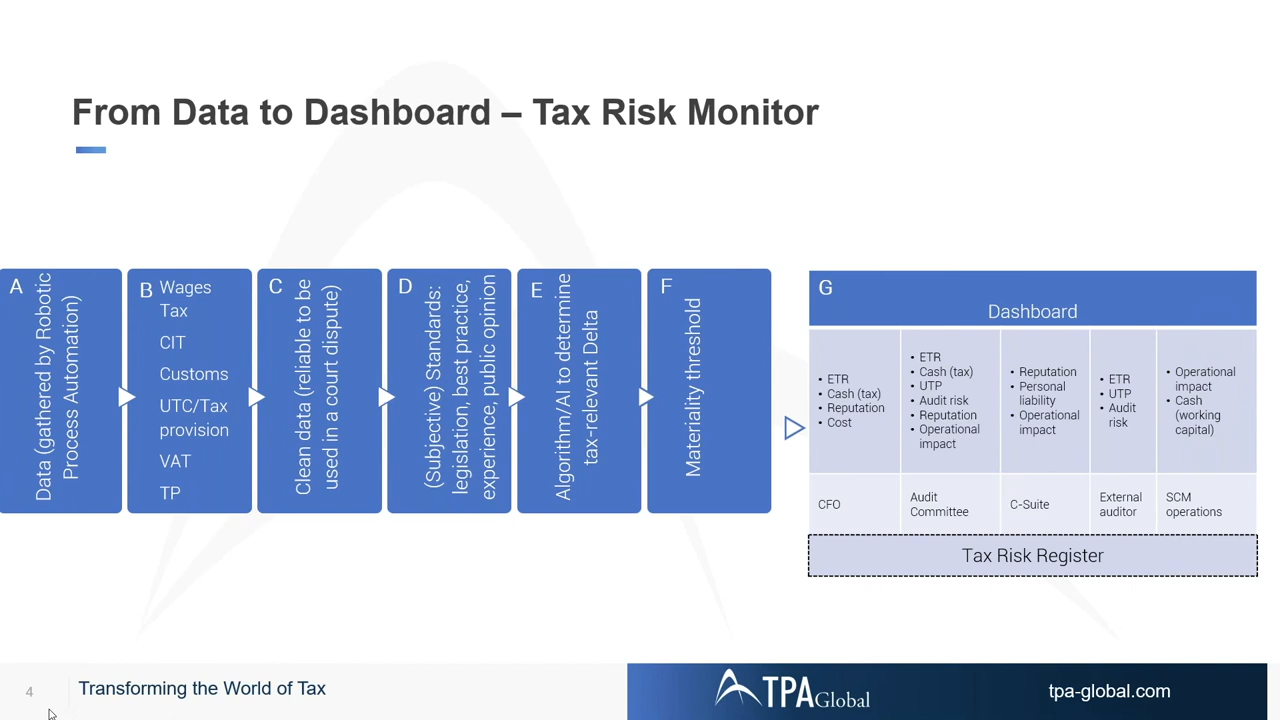 From Data to Dashboard – Tax Risk Monitor
A
Data (gathered by Robotic
Process Automation)
B
Wages
Tax
CIT
Customs
UTC/Tax
provision
VAT
TP
C
Clean data (reliable to be
used in a court dispute)
D
(Subjective) Standards:
legislation, best practice,
experience, public opinion
E
Algorithm/AI to determine
tax-relevant Delta
F
Materiality threshold
G
Dashboard
• ETR
• Cash (tax)
• Reputation
• Cost
• ETR
• Cash (tax)
• UTP
• Audit risk
• Reputation
• Operational
impact
• Reputation
• Personal
liability
• Operational
impact
• ETR
• UTP
• Audit
risk
• Operational
impact
• Cash
(working
capital)
CFO
Audit
Committee
C-Suite
External
auditor
SCM
operations
Tax Risk Register
4
Transforming the World of Tax
TPA Global
tpa-global.com